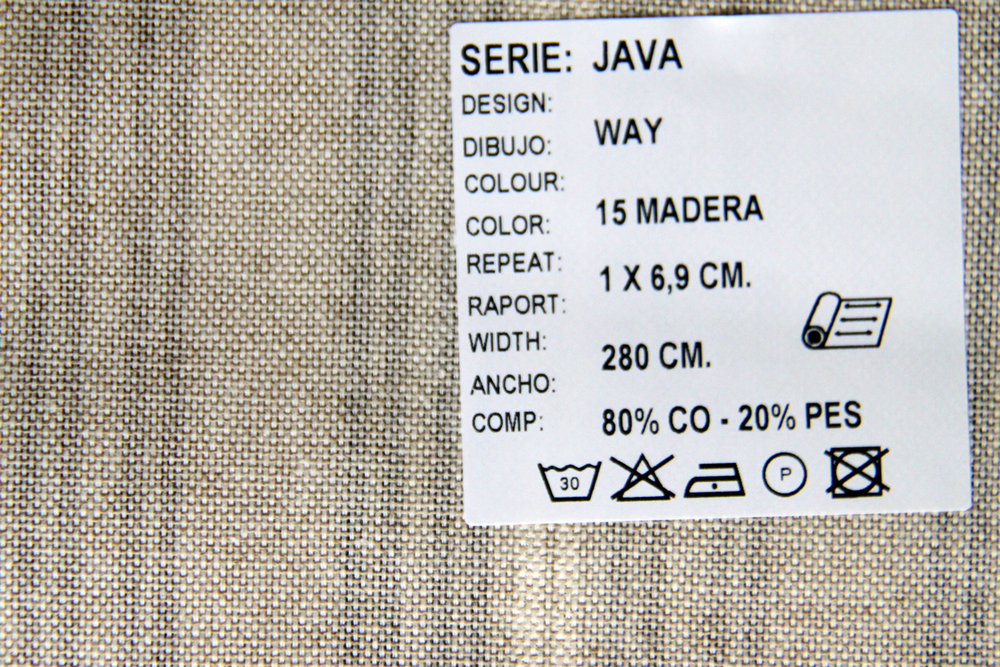 SERIE: JAVA
DESIGN:
WAY
DIBUJO:
COLOUR:
15 MADERA
COLOR:
REPEAT:
1 X 6,9 CM.
RAPORT:
WIDTH:
280 CM.
ANCHO:
COMP: 80% CO - 20% PES
30 P